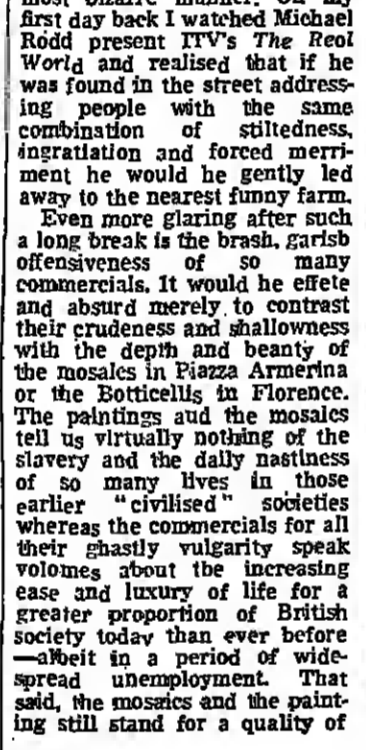 most bizarre manner. On my
first day back I watched Michael
Rodd present ITV's The Real
World and realised that if he
was found in the street address-
ing people with the same
combination of stiltedness,
ingratiation and forced merri-
ment he would he gently led
away to the nearest funny farm.
Even more glaring after such
a long break is the brash, garish
offensiveness of so many
commercials. It would he effete
and absurd merely to contrast
their crudeness and shallowness
with the depth and beanty of
the mosaics in Piazza Armerina
or the Botticellis in Florence.
The paintings aud the mosaics
tell us virtually nothing of the
slavery and the daily nastiness
of so many lives in those
earlier "civilised" societies
whereas the commercials for all
their ghastly vulgarity speak
volomes about tbe increasing
ease and luxury of life for a
greater proportion of British
society today than ever before
—albeit in a period of wide-
spread unemployment. That
said, the mosaics and the paint-
ing still stand for a quality of